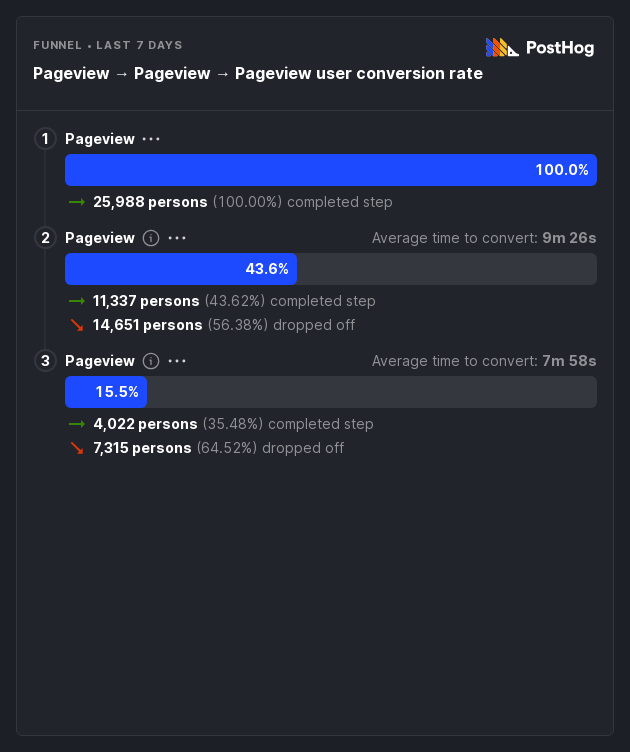 FUNNEL • LAST 7 DAYS
PostHog
Pageview → Pageview → Pageview user conversion rate
1 Pageview ···
100.0%
→ 25,988 persons (100.00%) completed step
2 Pageview ··· Average time to convert: 9m 26s
43.6%
→ 11,337 persons (43.62%) completed step
↘ 14,651 persons (56.38%) dropped off
3 Pageview ··· Average time to convert: 7m 58s
15.5%
→ 4,022 persons (35.48%) completed step
↘ 7,315 persons (64.52%) dropped off